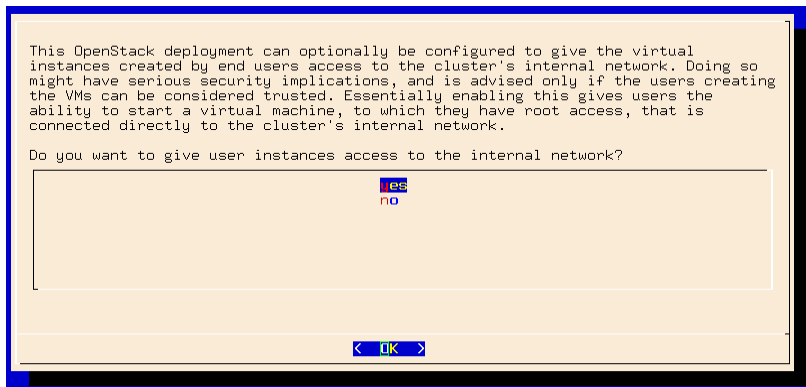 This OpenStack deployment can optionally be configured to give the virtual
instances created by end users access to the cluster's internal network. Doing so
might have serious security implications, and is advised only if the users creating
the VMs can be considered trusted. Essentially enabling this gives users the
ability to start a virtual machine, to which they have root access, that is
connected directly to the cluster's internal network.
Do you want to give user instances access to the internal network?
yes
no
< OK >